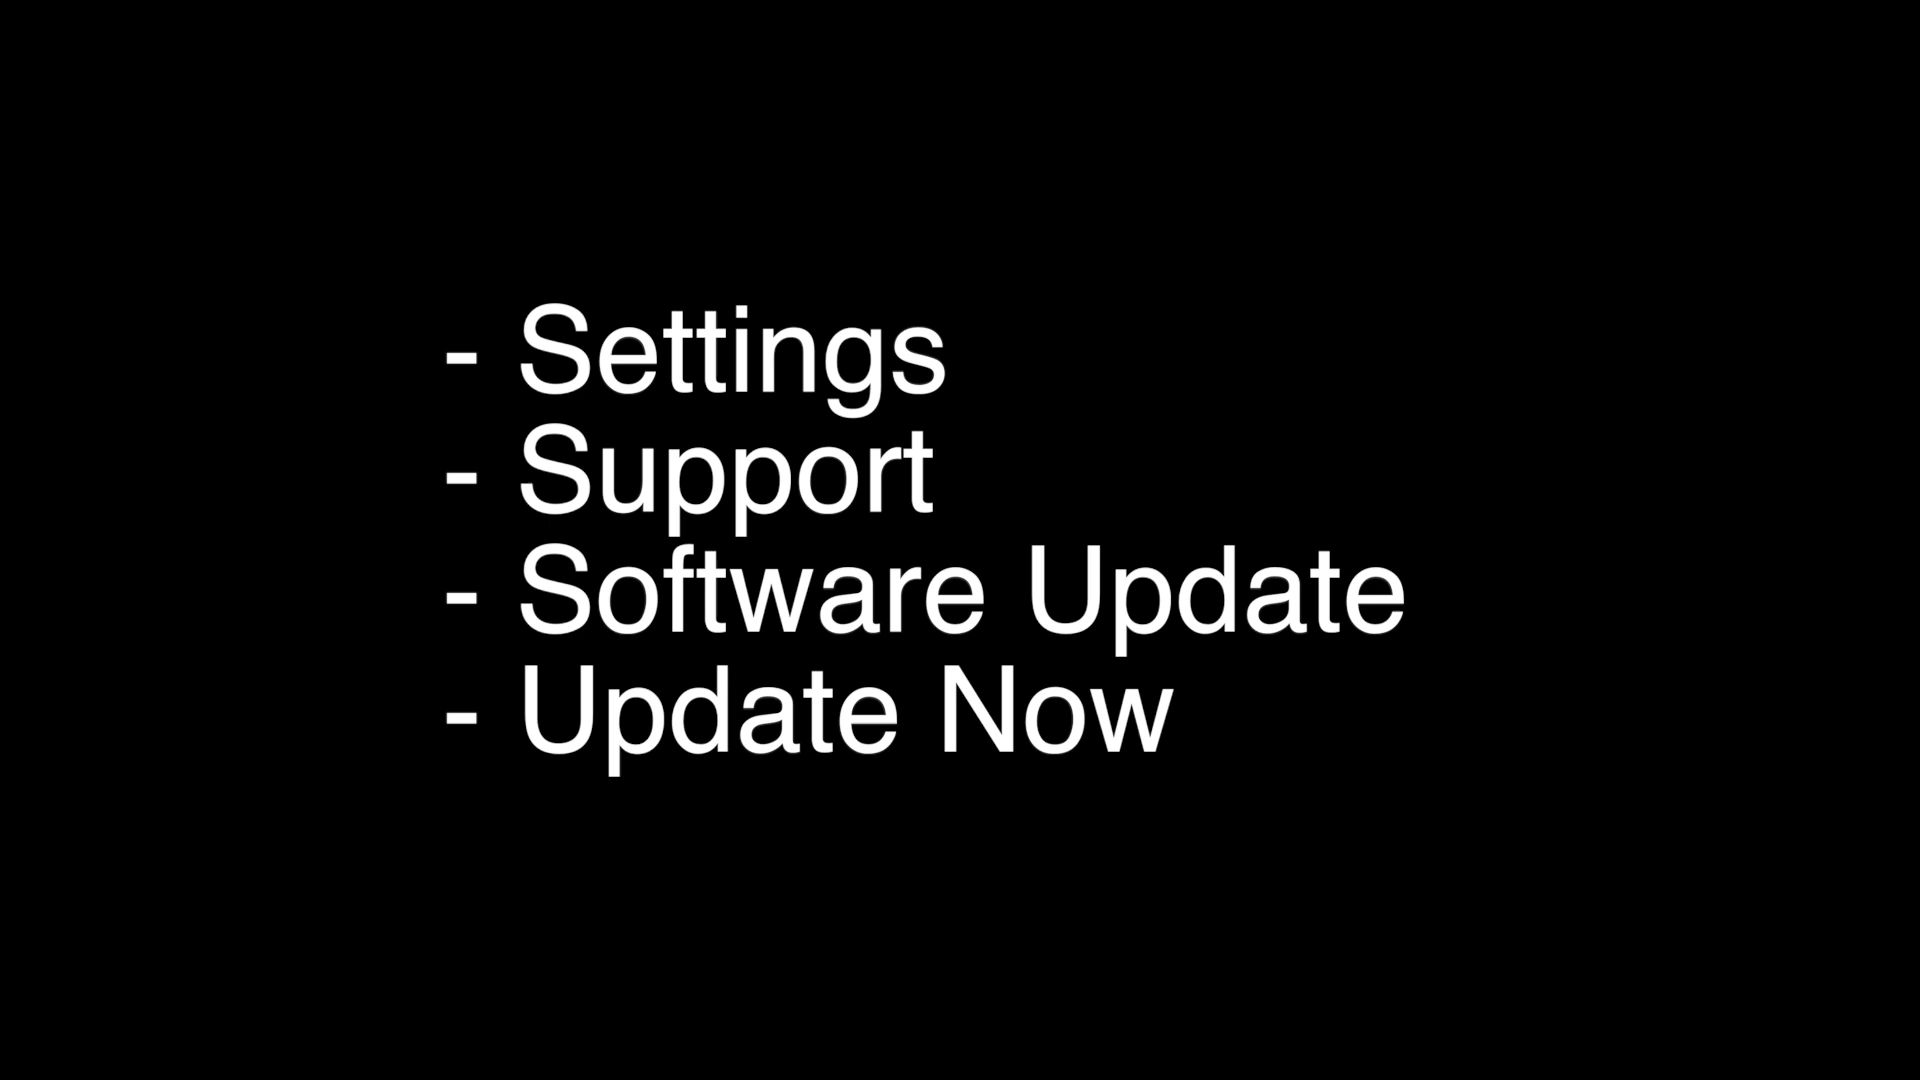 - Settings
- Support
- Software Update
- Update Now